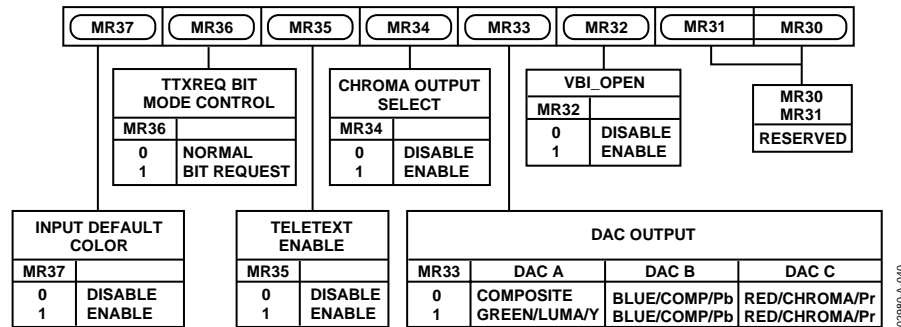 MR37 MR36 MR35 MR34 MR33 MR32 MR31 MR30
TTXREQ BIT
MODE CONTROL
MR36
0 NORMAL
1 BIT REQUEST
CHROMA OUTPUT
SELECT
MR34
0 DISABLE
1 ENABLE
VBI_OPEN
MR32
0 DISABLE
1 ENABLE
MR30
MR31
RESERVED
INPUT DEFAULT
COLOR
MR37
0 DISABLE
1 ENABLE
TELETEXT
ENABLE
MR35
0 DISABLE
1 ENABLE
DAC OUTPUT
MR33 DAC A DAC B DAC C
0 COMPOSITE BLUE/COMP/Pb RED/CHROMA/Pr
1 GREEN/LUMA/Y BLUE/COMP/Pb RED/CHROMA/Pr
02980-A-040